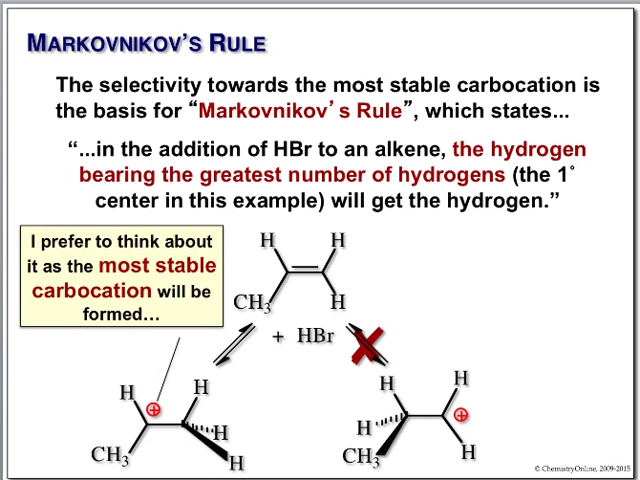 MARKOVNIKOV'S RULE
The selectivity towards the most stable carbocation is
the basis for “Markovnikov’s Rule”, which states...
“...in the addition of HBr to an alkene, the hydrogen
bearing the greatest number of hydrogens (the 1°
center in this example) will get the hydrogen.”
I prefer to think about
it as the most stable
carbocation will be
formed…
H H
CH3 H
+ HBr
H H
⊕
H
CH3 H
H H
H ⊕
CH3 H
© ChemistryOnline, 2009-2015